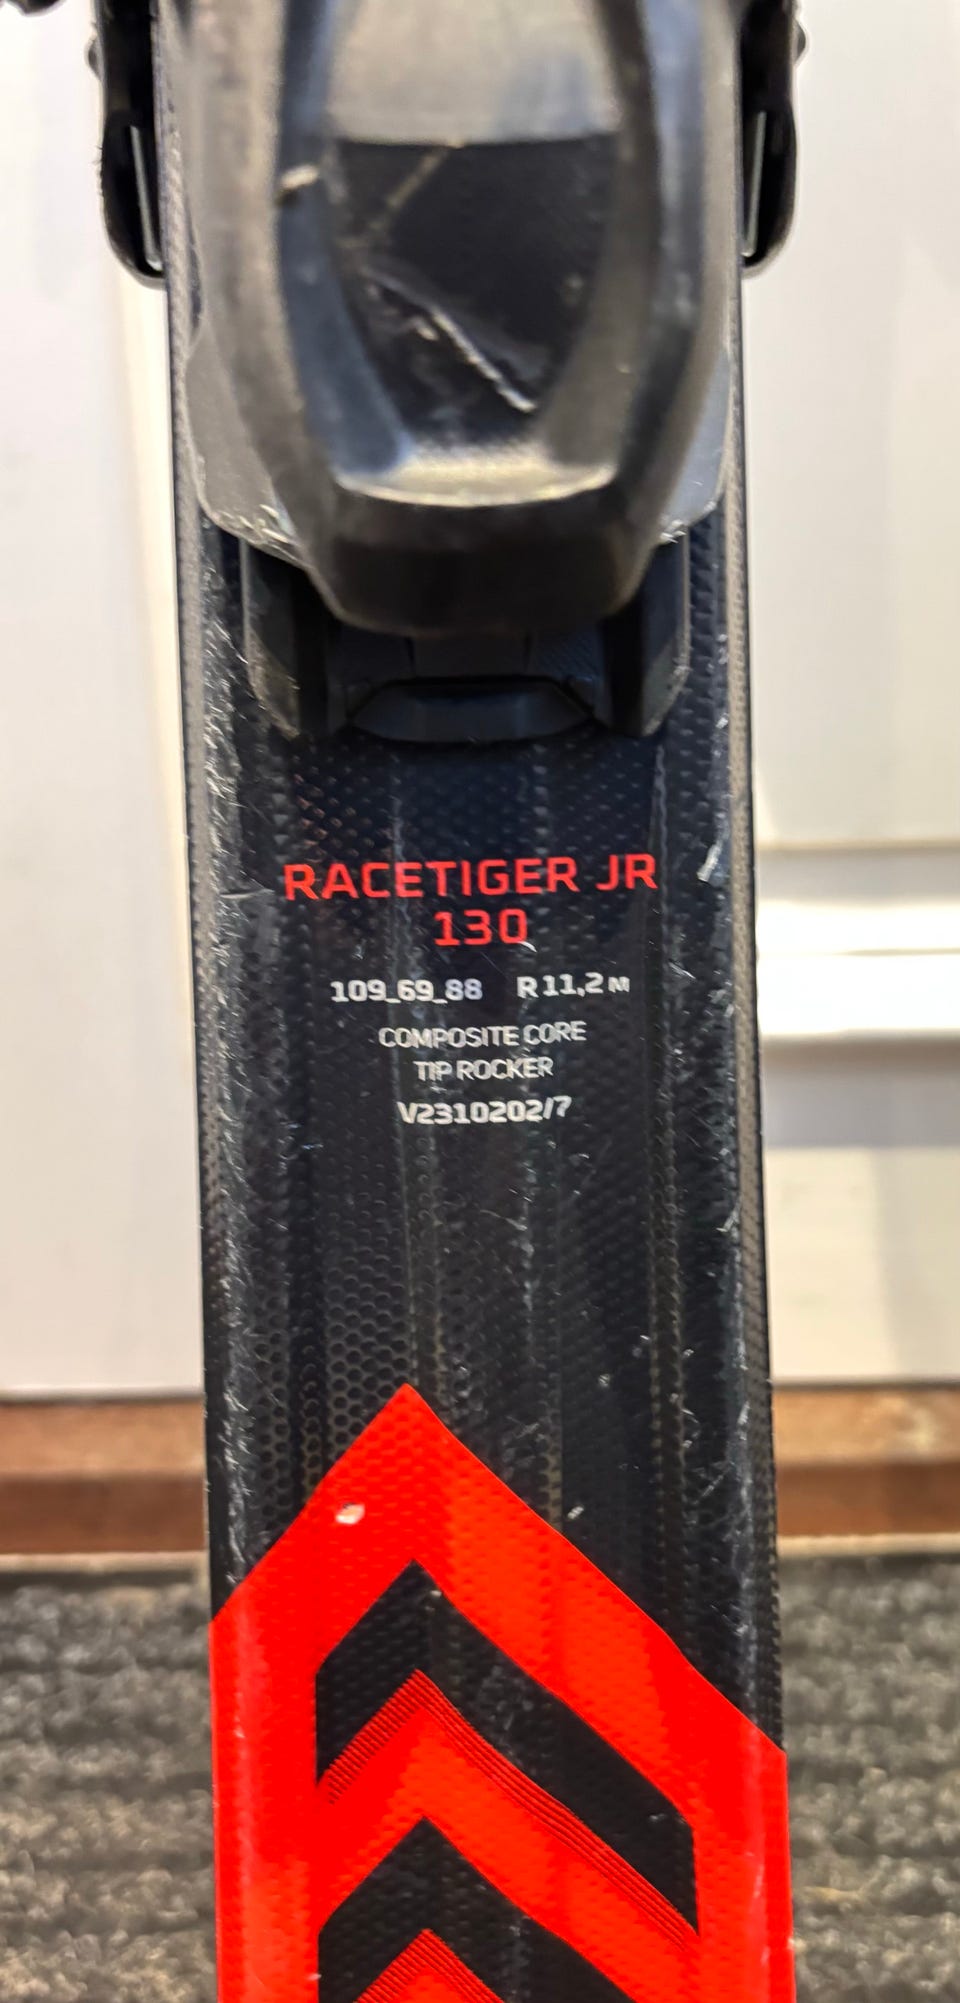 RACETIGER JR
130
109_69_88 R 11,2 M
COMPOSITE CORE
TIP ROCKER
V2310202/7